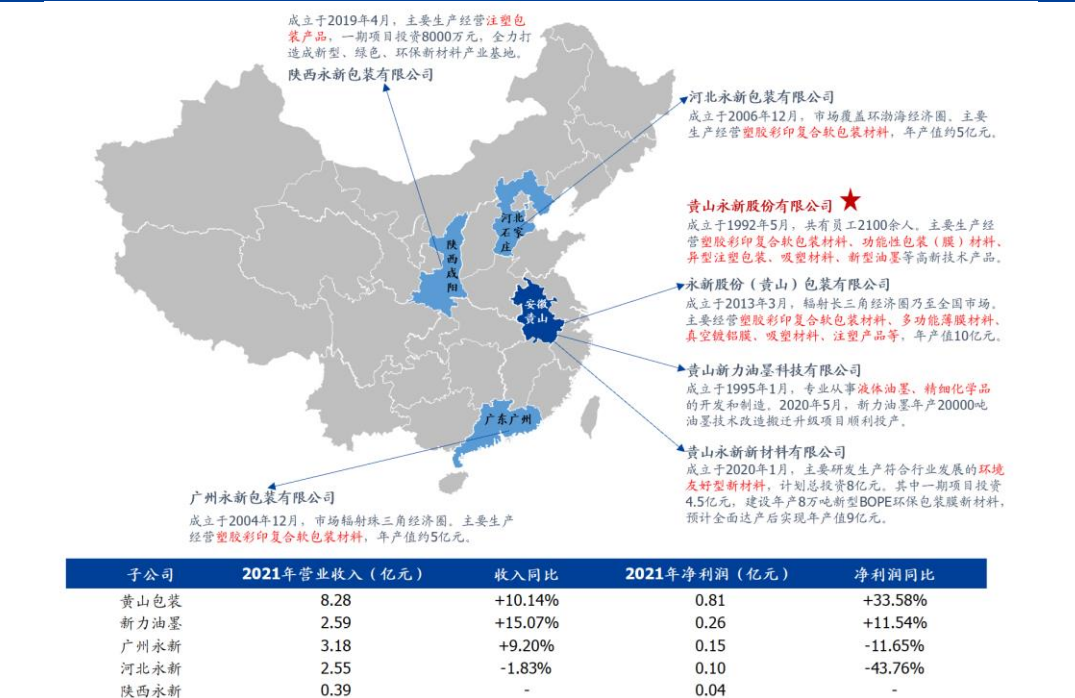 成立于2019年4月，主要生产经营注塑包
装产品，一期项目投资8000万元，全力打
造成新型、绿色、环保新材料产业基地。
陕西永新包装有限公司
河北永新包装有限公司
成立于2006年12月，市场覆盖环渤海经济圈。主要
生产经营塑胶彩印复合软包装材料，年产值约5亿元。
黄山永新股份有限公司
成立于1992年5月，共有员工2100余人。主要生产经
营塑胶彩印复合软包装材料、功能性包装（膜）材料、
异型注塑包装、吸塑材料、新型油墨等高新技术产品。
永新股份（黄山）包装有限公司
成立于2013年3月，辐射长三角经济圈乃至全国市场。
主要经营塑胶彩印复合软包装材料、多功能薄膜材料、
真空镀铝膜、吸塑材料、注塑产品等，年产值10亿元。
黄山新力油墨科技有限公司
成立于1995年1月，专业从事液体油墨、精细化学品
的开发和制造。2020年5月，新力油墨年产20000吨
油墨技术改造搬迁升级项目顺利投产。
黄山永新新材料有限公司
成立于2020年1月，主要研发生产符合行业发展的环境
友好型新材料，计划总投资8亿元。其中一期项目投资
4.5亿元，建设年产8万吨新型BOPE环保包装膜新材料，
预计全面达产后实现年产值9亿元。
河北
石家
庄
陕
西
咸
阳
安徽
黄山
广东广州
广州永新包装有限公司
成立于2004年12月，市场辐射珠三角经济圈。主要生产
经营塑胶彩印复合软包装材料，年产值约5亿元。
子公司 2021年营业收入（亿元） 收入同比 2021年净利润（亿元） 净利润同比
黄山包装 8.28 +10.14% 0.81 +33.58%
新力油墨 2.59 +15.07% 0.26 +11.54%
广州永新 3.18 +9.20% 0.15 -11.65%
河北永新 2.55 -1.83% 0.10 -43.76%
陕西永新 0.39 - 0.04 -